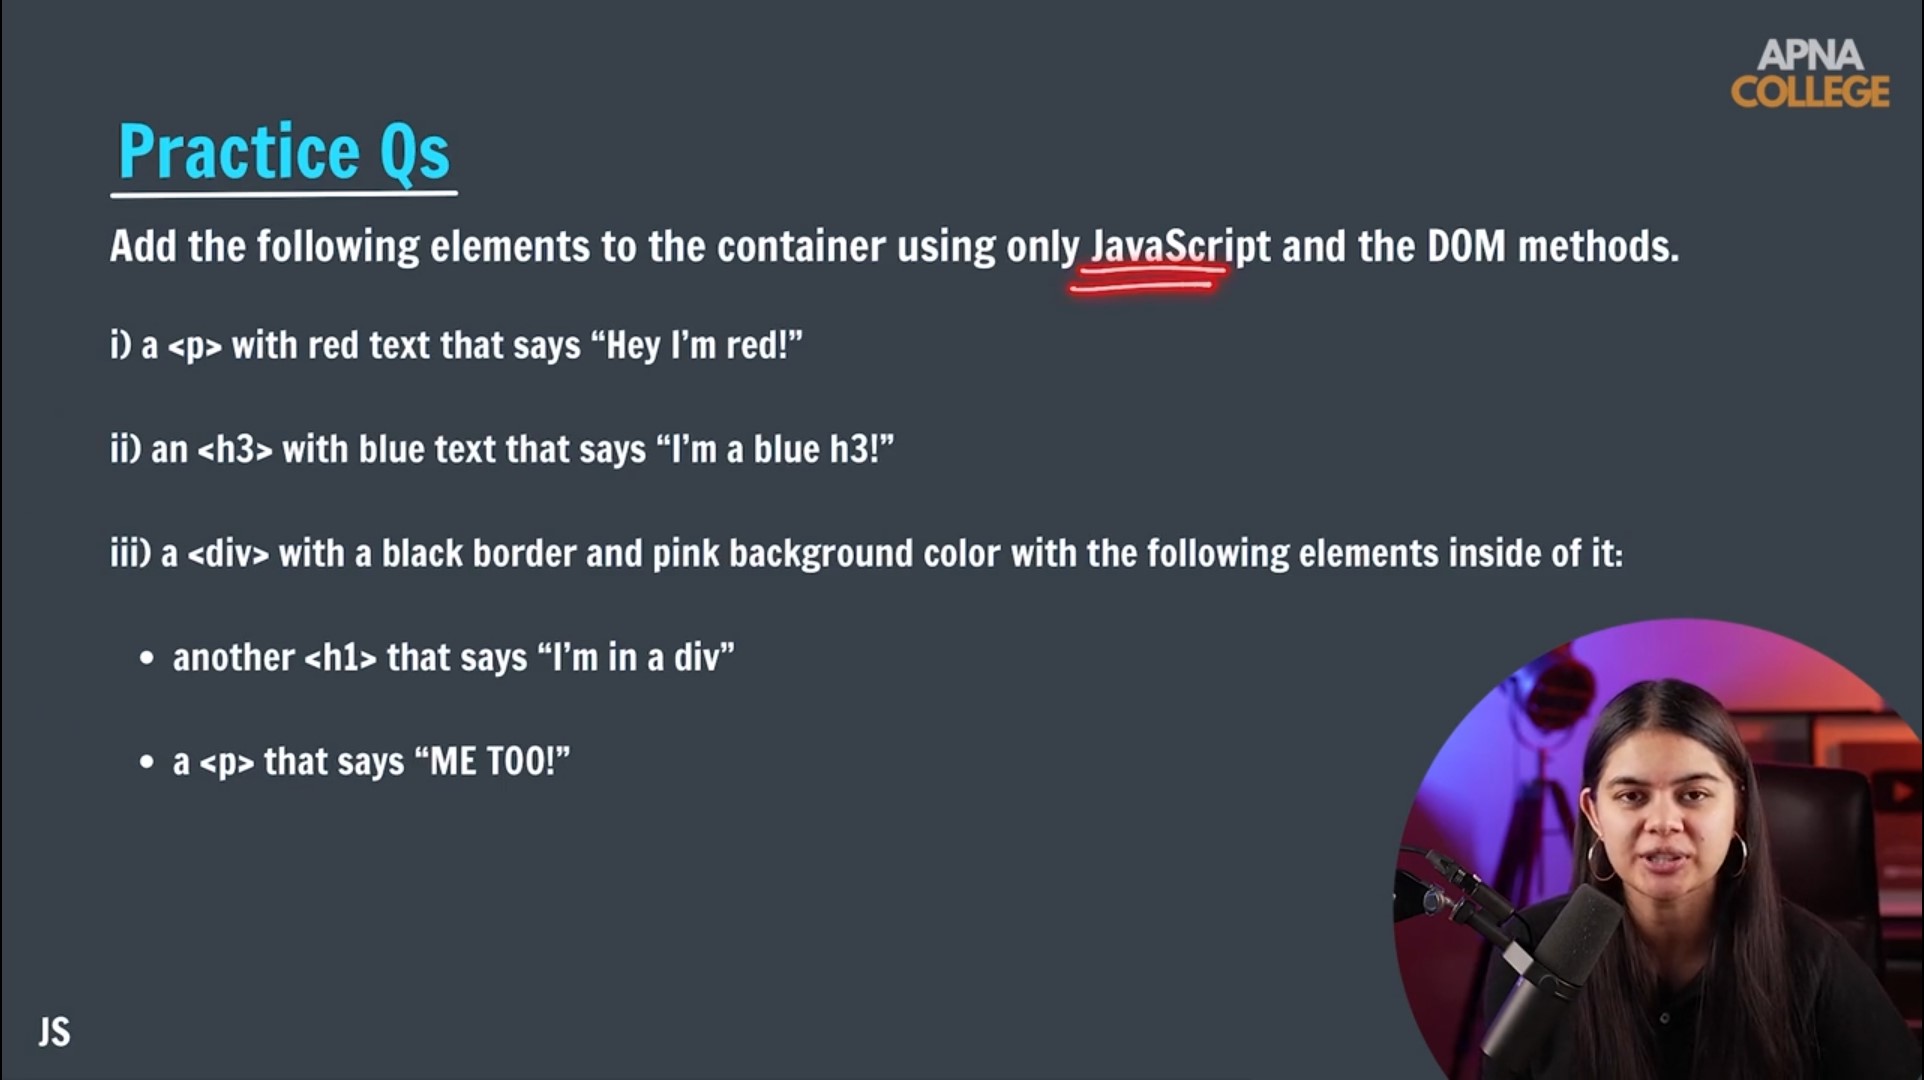 APNA
COLLEGE
Practice Qs
Add the following elements to the container using only JavaScript and the DOM methods.
i) a <p> with red text that says “Hey I’m red!”
ii) an <h3> with blue text that says “I’m a blue h3!”
iii) a <div> with a black border and pink background color with the following elements inside of it:
• another <h1> that says “I’m in a div”
• a <p> that says “ME TOO!”
JS